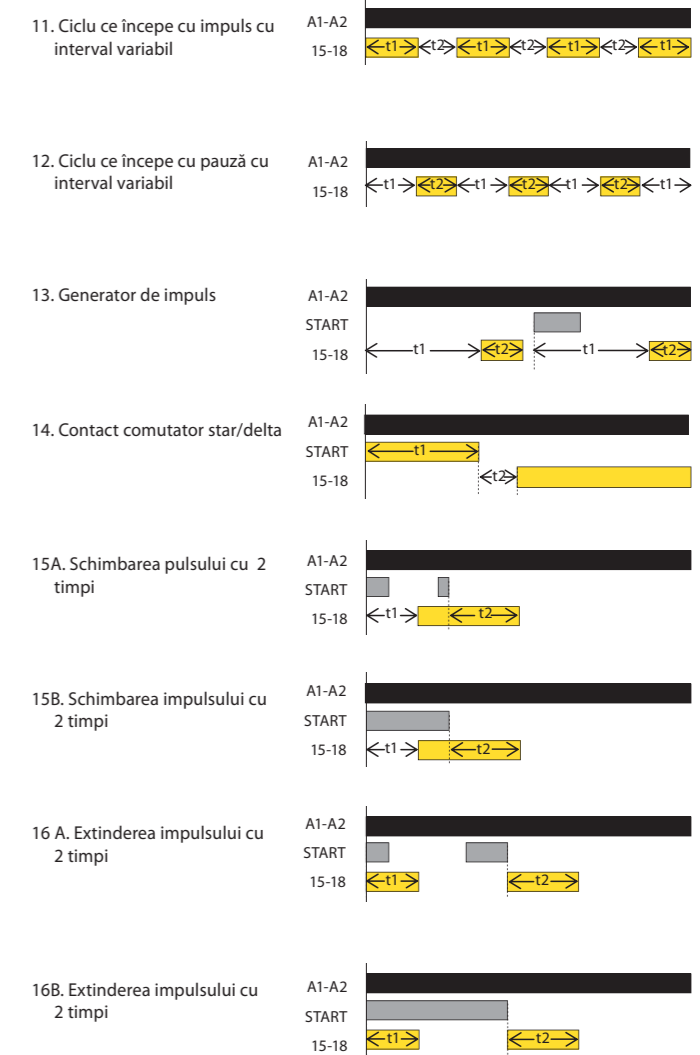 11. Ciclu ce începe cu impuls cu
interval variabil
A1-A2
15-18
t1 t2 t1 t2 t1 t2 t1
12. Ciclu ce începe cu pauză cu
interval variabil
A1-A2
15-18
t1 t2 t1 t2 t1 t2 t1
13. Generator de impuls
A1-A2
START
15-18
t1 t2 t1 t2
14. Contact comutator star/delta
A1-A2
START
t1
15-18
t2
15A. Schimbarea pulsului cu 2
timpi
A1-A2
START
15-18
t1 t2
15B. Schimbarea impulsului cu
2 timpi
A1-A2
START
15-18
t1 t2
16 A. Extinderea impulsului cu
2 timpi
A1-A2
START
15-18
t1 t2
16B. Extinderea impulsului cu
2 timpi
A1-A2
START
15-18
t1 t2